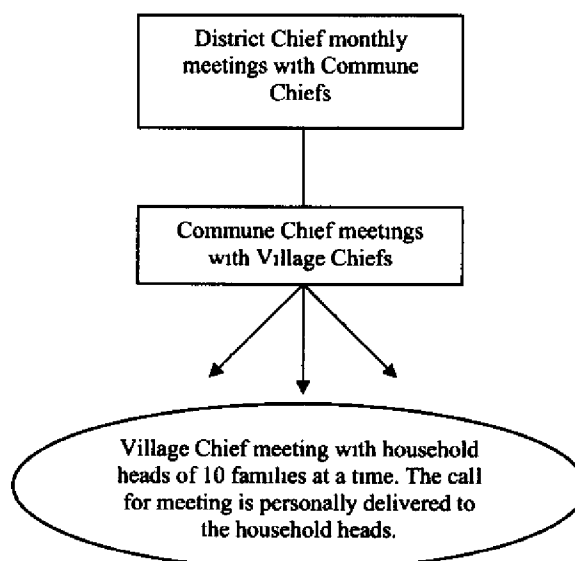 District Chief monthly
meetings with Commune
Chiefs
Commune Chief meetings
with Village Chiefs
Village Chief meeting with household
heads of 10 families at a time. The call
for meeting is personally delivered to
the household heads.